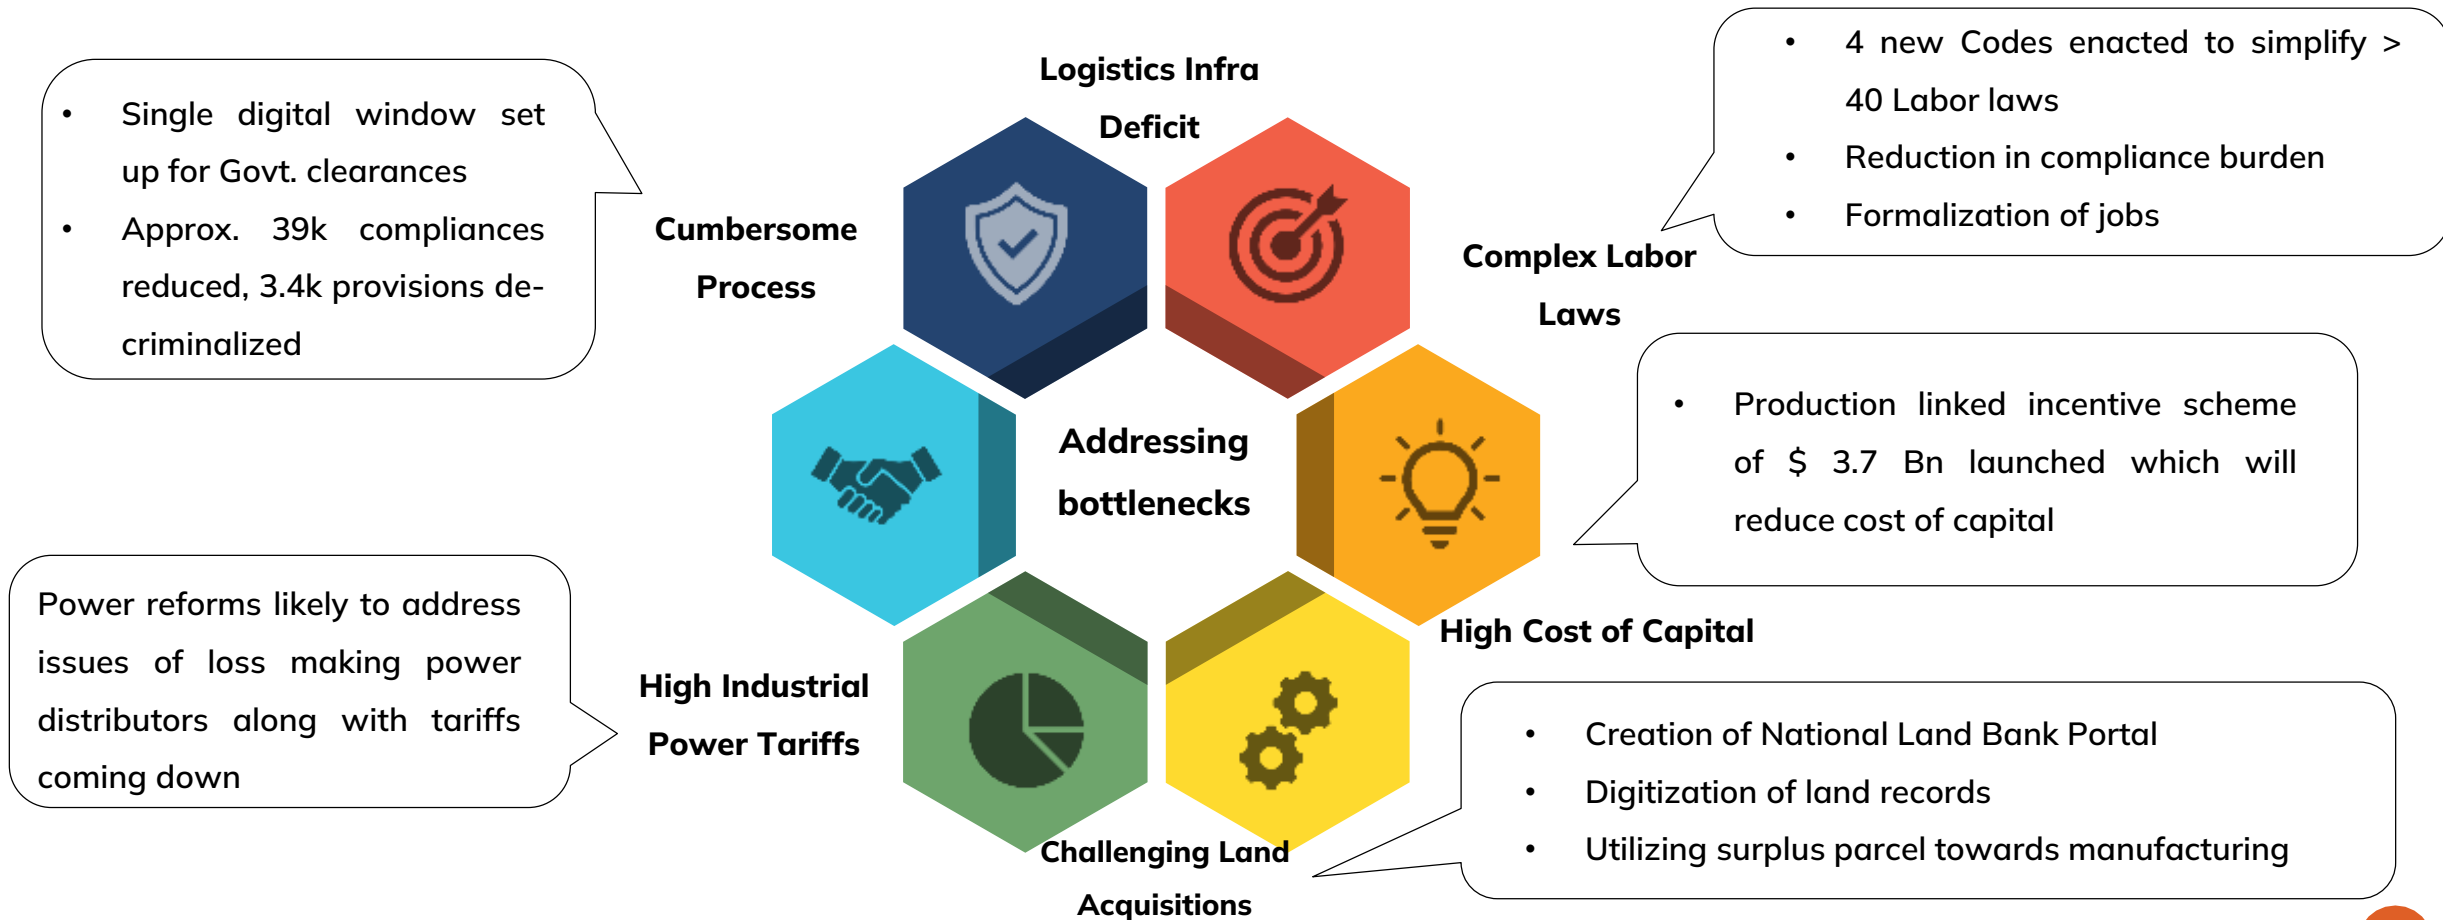 Logistics Infra
Deficit
• Single digital window set
up for Govt. clearances
• Approx. 39k compliances
reduced, 3.4k provisions de-
criminalized
Cumbersome
Process
• 4 new Codes enacted to simplify >
40 Labor laws
• Reduction in compliance burden
• Formalization of jobs
Complex Labor
Laws
Addressing
bottlenecks
• Production linked incentive scheme
of $ 3.7 Bn launched which will
reduce cost of capital
High Cost of Capital
Power reforms likely to address
issues of loss making power
distributors along with tariffs
coming down
High Industrial
Power Tariffs
• Creation of National Land Bank Portal
• Digitization of land records
• Utilizing surplus parcel towards manufacturing
Challenging Land
Acquisitions